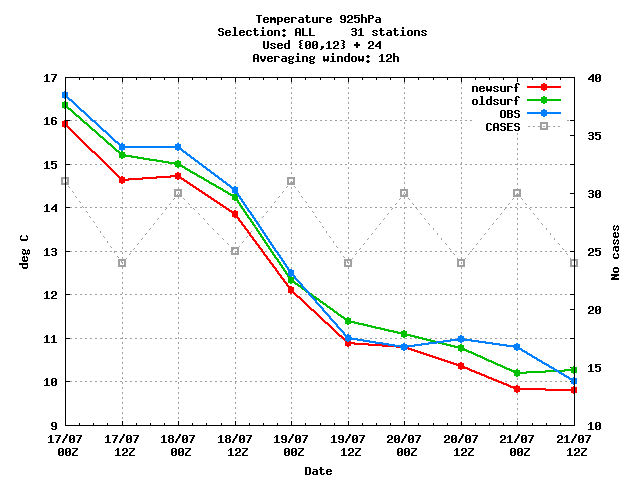 Temperature 925hPa
Selection: ALL 31 stations
Used {00,12} + 24
Averaging window: 12h
newsurf
oldsurf
OBS
CASES
deg C
17
16
15
14
13
12
11
10
9
No cases
40
35
30
25
20
15
10
17/07 17/07 18/07 18/07 19/07 19/07 20/07 20/07 21/07 21/07
00Z 12Z 00Z 12Z 00Z 12Z 00Z 12Z 00Z 12Z
Date